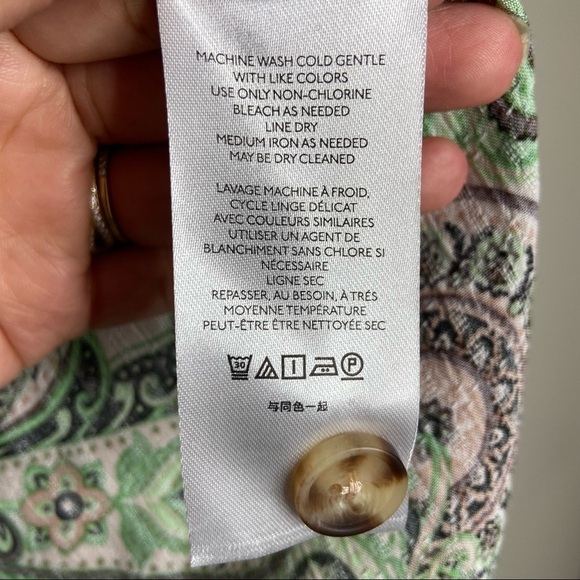 MACHINE WASH COLD GENTLE
WITH LIKE COLORS
USE ONLY NON-CHLORINE
BLEACH AS NEEDED
LINE DRY
MEDIUM IRON AS NEEDED
MAY BE DRY CLEANED
LAVAGE MACHINE À FROID,
CYCLE LINGE DÉLICAT
AVEC COULEURS SIMILAIRES
UTILISER UN AGENT DE
BLANCHIMENT SANS CHLORE SI
NÉCESSAIRE
LIGNE SEC
REPASSER, AU BESOIN, À TRÉS
MOYENNE TEMPÉRATURE
PEUT-ÊTRE ÊTRE NETTOYÉE SEC
30 P
与同色一起